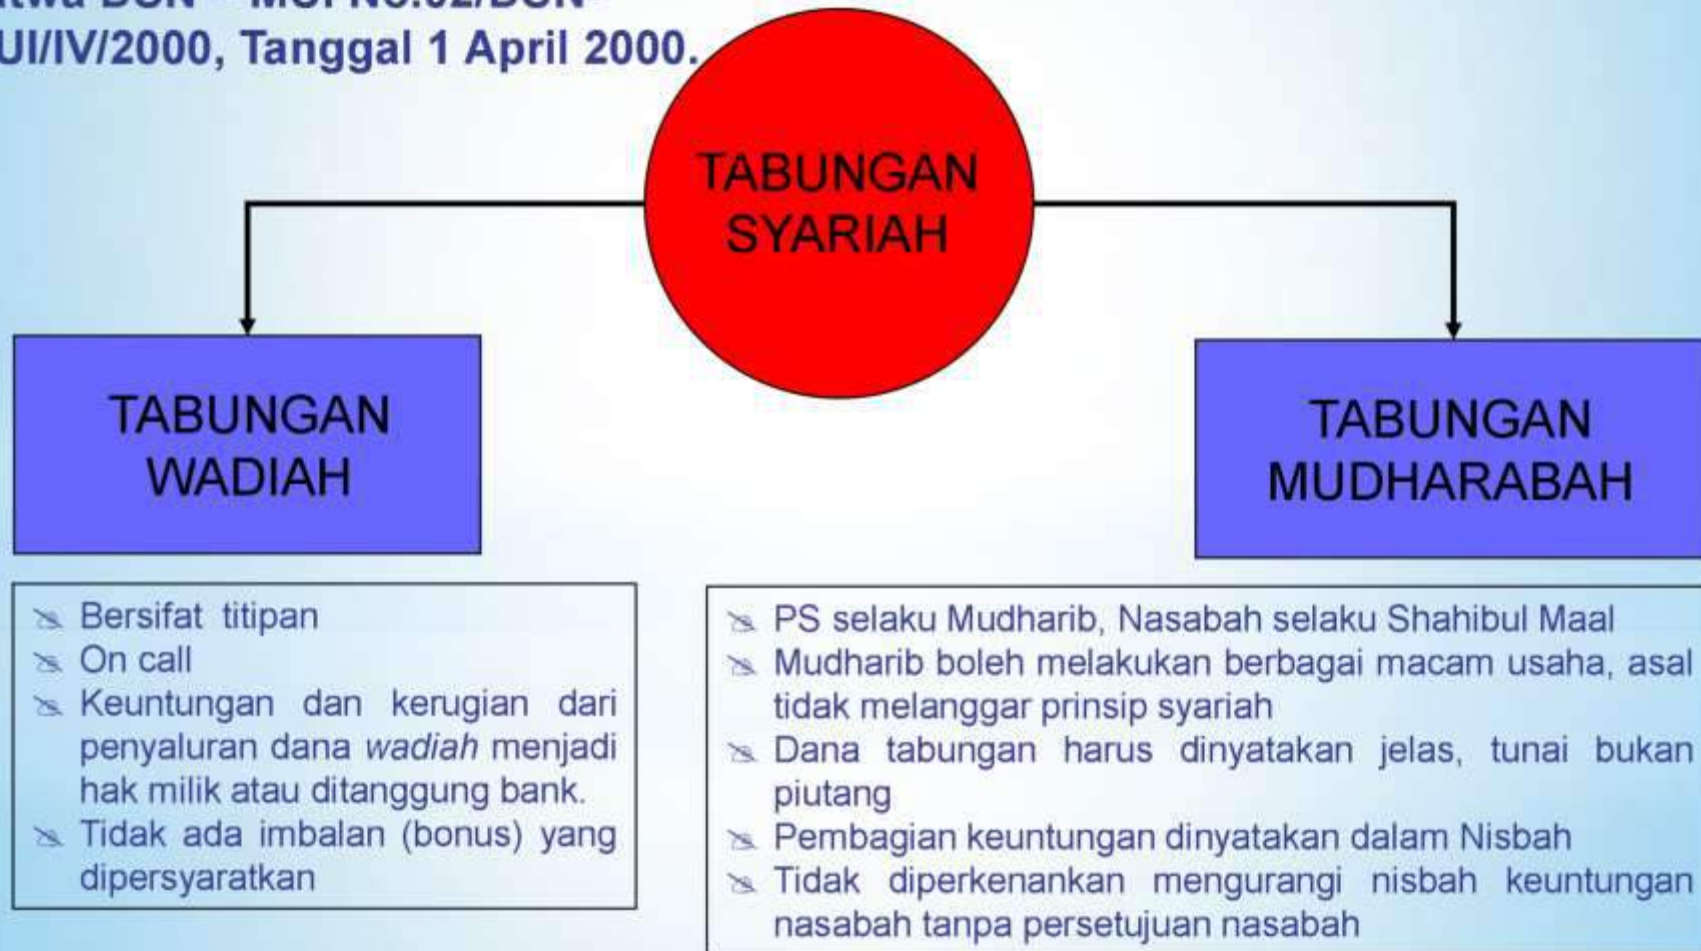 DSN
No.02/DSN-
UI/IV/2000, Tanggal 1 April 2000.
TABUNGAN
SYARIAH
TABUNGAN
WADIAH
TABUNGAN
MUDHARABAH
Bersifat titipan
On call
Keuntungan dan kerugian dari
penyaluran dana wadiah menjadi
hak milik atau ditanggung bank.
Tidak ada imbalan (bonus) yang
dipersyaratkan
PS selaku Mudharib, Nasabah selaku Shahibul Maal
Mudharib boleh melakukan berbagai macam usaha, asal
tidak melanggar prinsip syariah
Dana tabungan harus dinyatakan jelas, tunai bukan
piutang
Pembagian keuntungan dinyatakan dalam Nisbah
Tidak diperkenankan mengurangi nisbah keuntungan
nasabah tanpa persetujuan nasabah